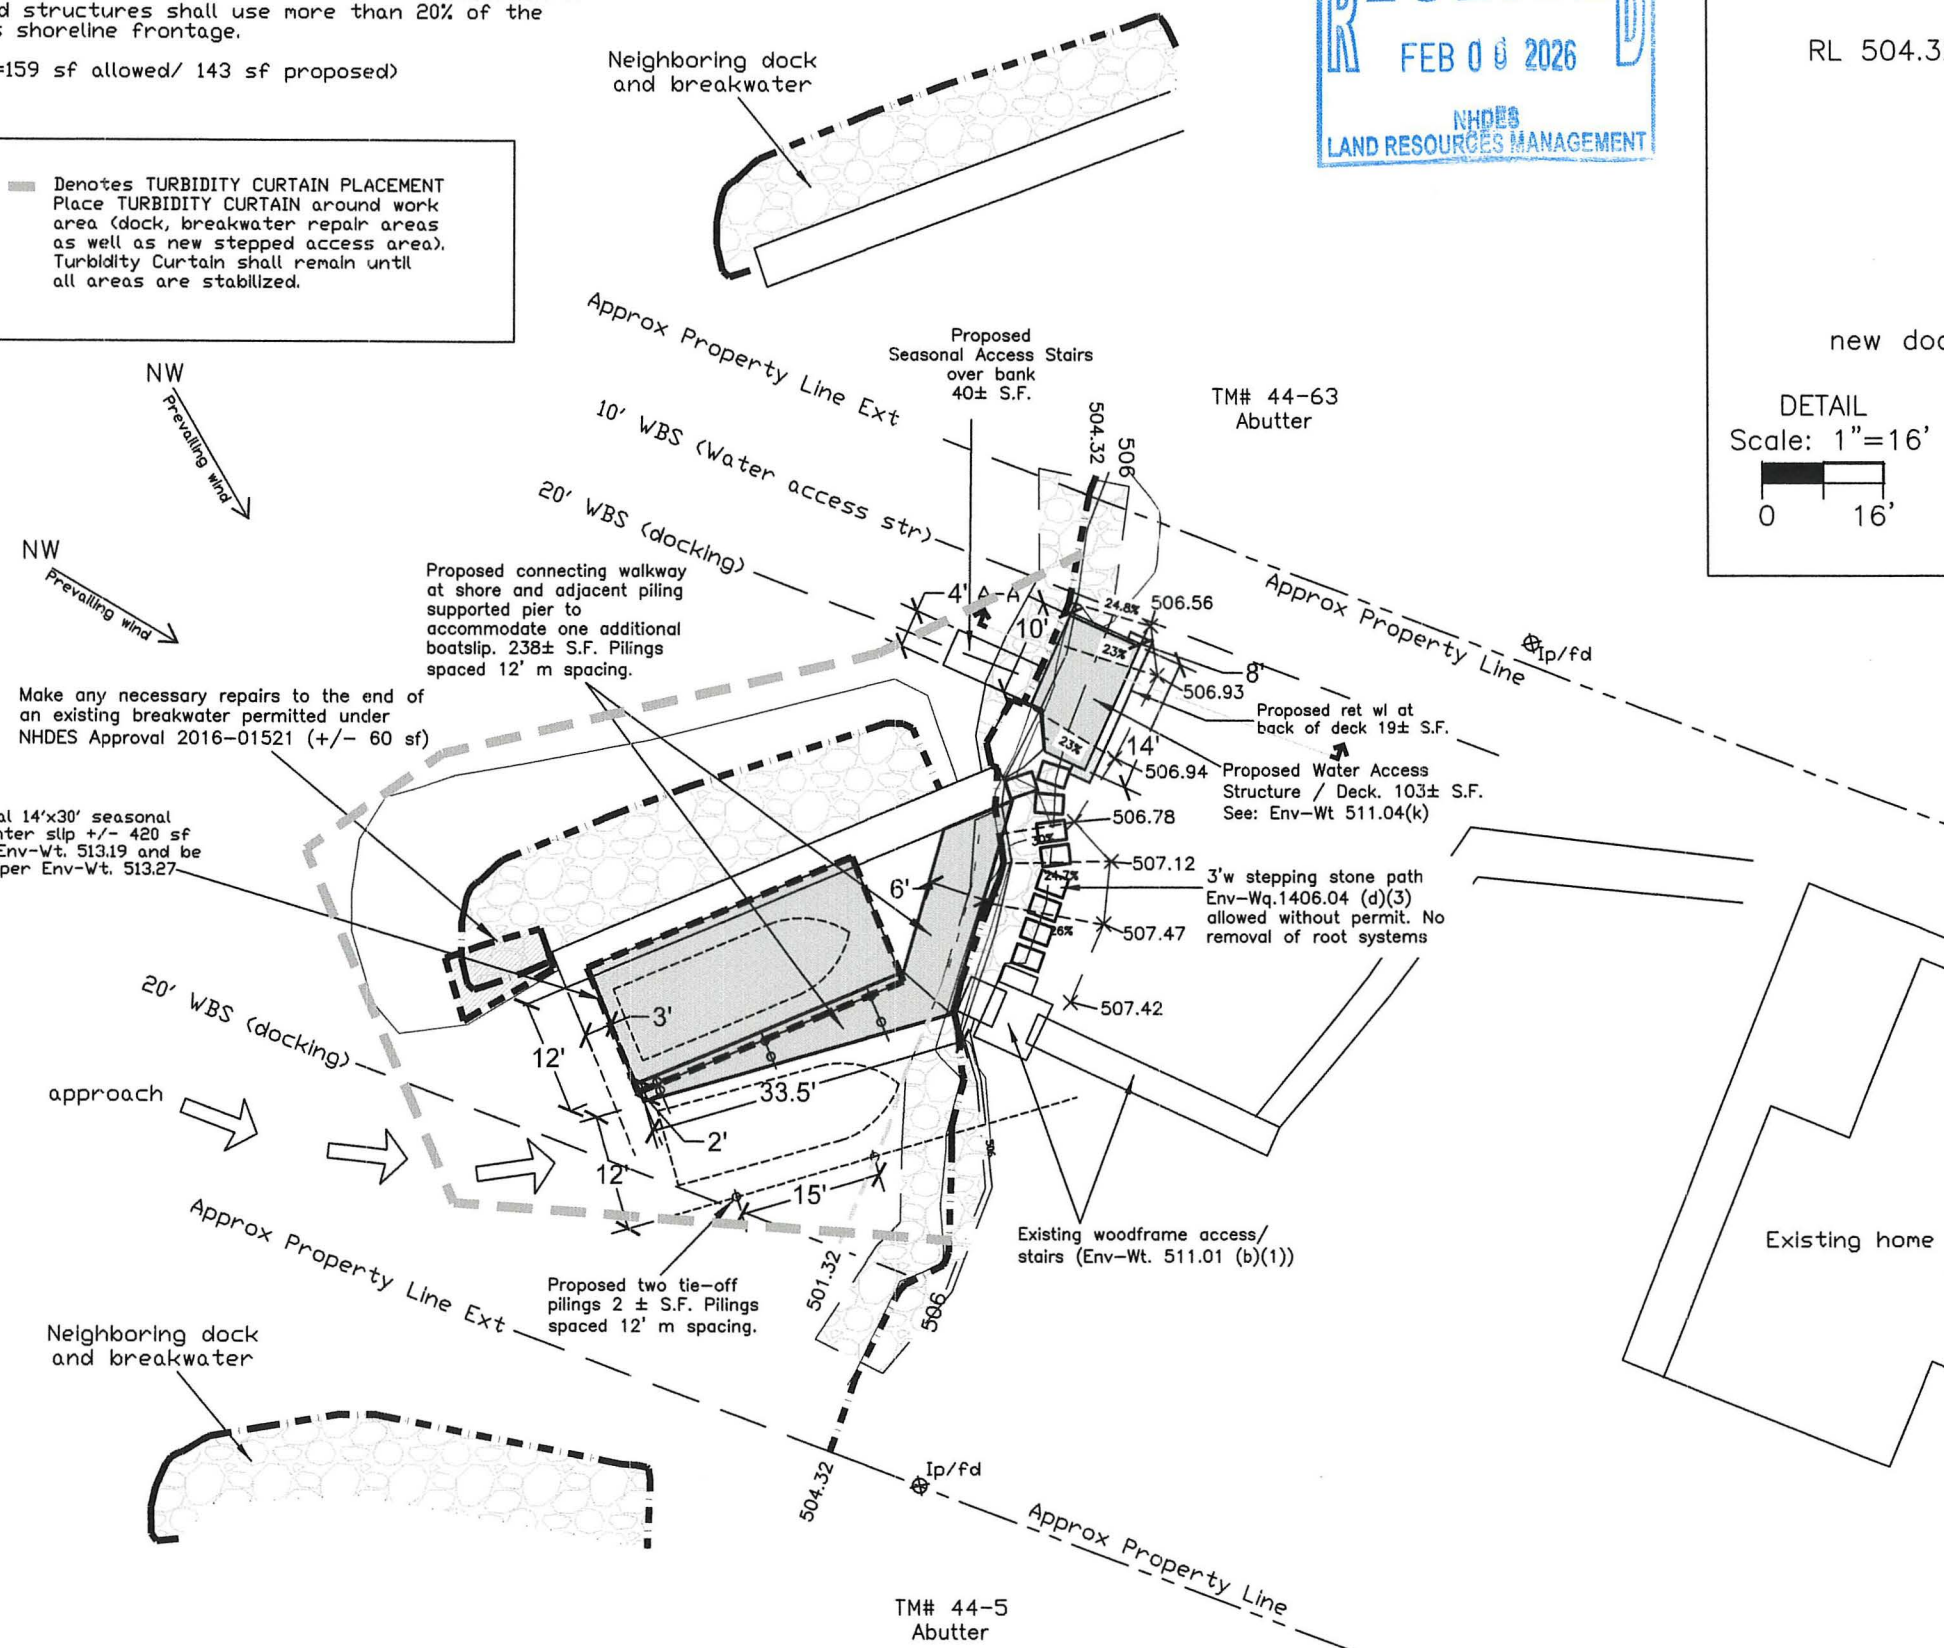 d structures shall use more than 20% of the
s shoreline frontage.
=159 sf allowed/ 143 sf proposed)
Denotes TURBIDITY CURTAIN PLACEMENT
Place TURBIDITY CURTAIN around work
area (dock, breakwater repair areas
as well as new stepped access area).
Turbidity Curtain shall remain until
all areas are stabilized.
Neighboring dock
and breakwater
FEB 0 9 2026
NHDES
LAND RESOURCES MANAGEMENT
RL 504.3
new doc
DETAIL
Scale: 1"=16'
0 16'
NW
Prevailing wind
NW
Prevailing wind
Approx Property Line Ext
10' WBS (Water access str)
20' WBS (docking)
Proposed
Seasonal Access Stairs
over bank
40± S.F.
504.32
506
TM# 44-63
Abutter
Approx Property Line
Ip/fd
Proposed connecting walkway
at shore and adjacent piling
supported pier to
accommodate one additional
boatslip. 238± S.F. Pilings
spaced 12' m spacing.
4'
A-A
10'
24.8%
506.56
23%
8'
506.93
Proposed ret wl at
back of deck 19± S.F.
23%
14'
506.94
Proposed Water Access
Structure / Deck. 103± S.F.
See: Env-Wt 511.04(k)
Make any necessary repairs to the end of
an existing breakwater permitted under
NHDES Approval 2016-01521 (+/- 60 sf)
al 14'x30' seasonal
nter slip +/- 420 sf
Env-Wt. 513.19 and be
per Env-Wt. 513.27
506.78
507.12
6'
24.7%
3'w stepping stone path
Env-Wq.1406.04 (d)(3)
allowed without permit. No
removal of root systems
26%
507.47
507.42
20' WBS (docking)
3'
12'
33.5'
2'
approach
12'
15'
506
Approx Property Line Ext
Existing woodframe access/
stairs (Env-Wt. 511.01 (b)(1))
Existing home
Proposed two tie-off
pilings 2 ± S.F. Pilings
spaced 12' m spacing.
501.32
506
Neighboring dock
and breakwater
504.32
Ip/fd
Approx Property Line
TM# 44-5
Abutter